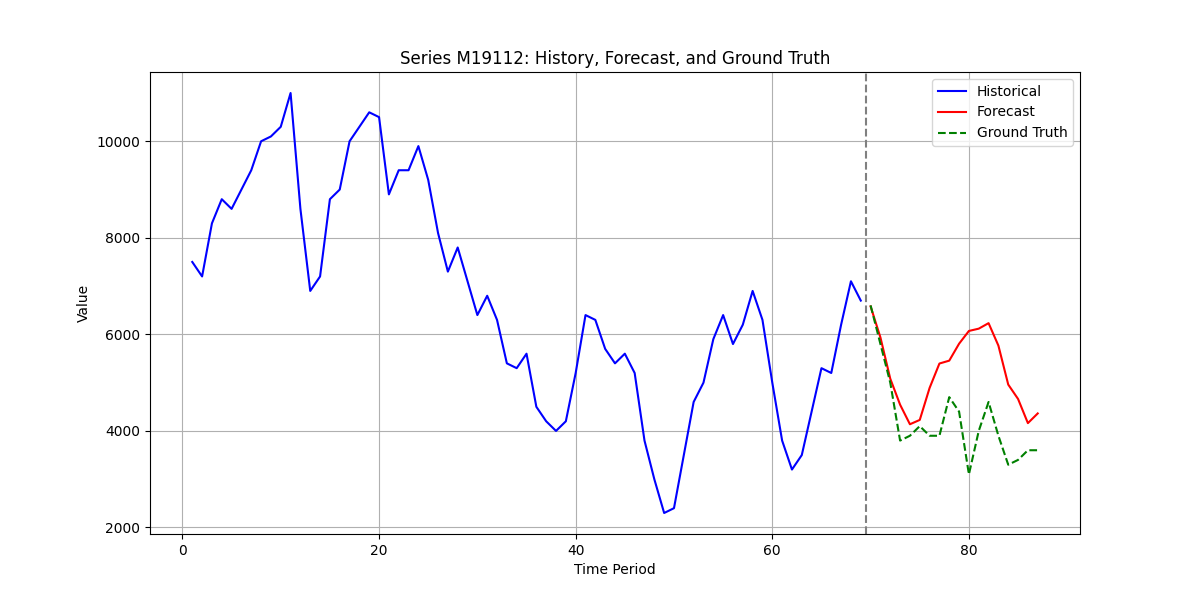 Series M19112: History, Forecast, and Ground Truth
Historical
Forecast
Ground Truth
10000
8000
6000
4000
2000
Value
0
20
40
60
80
Time Period